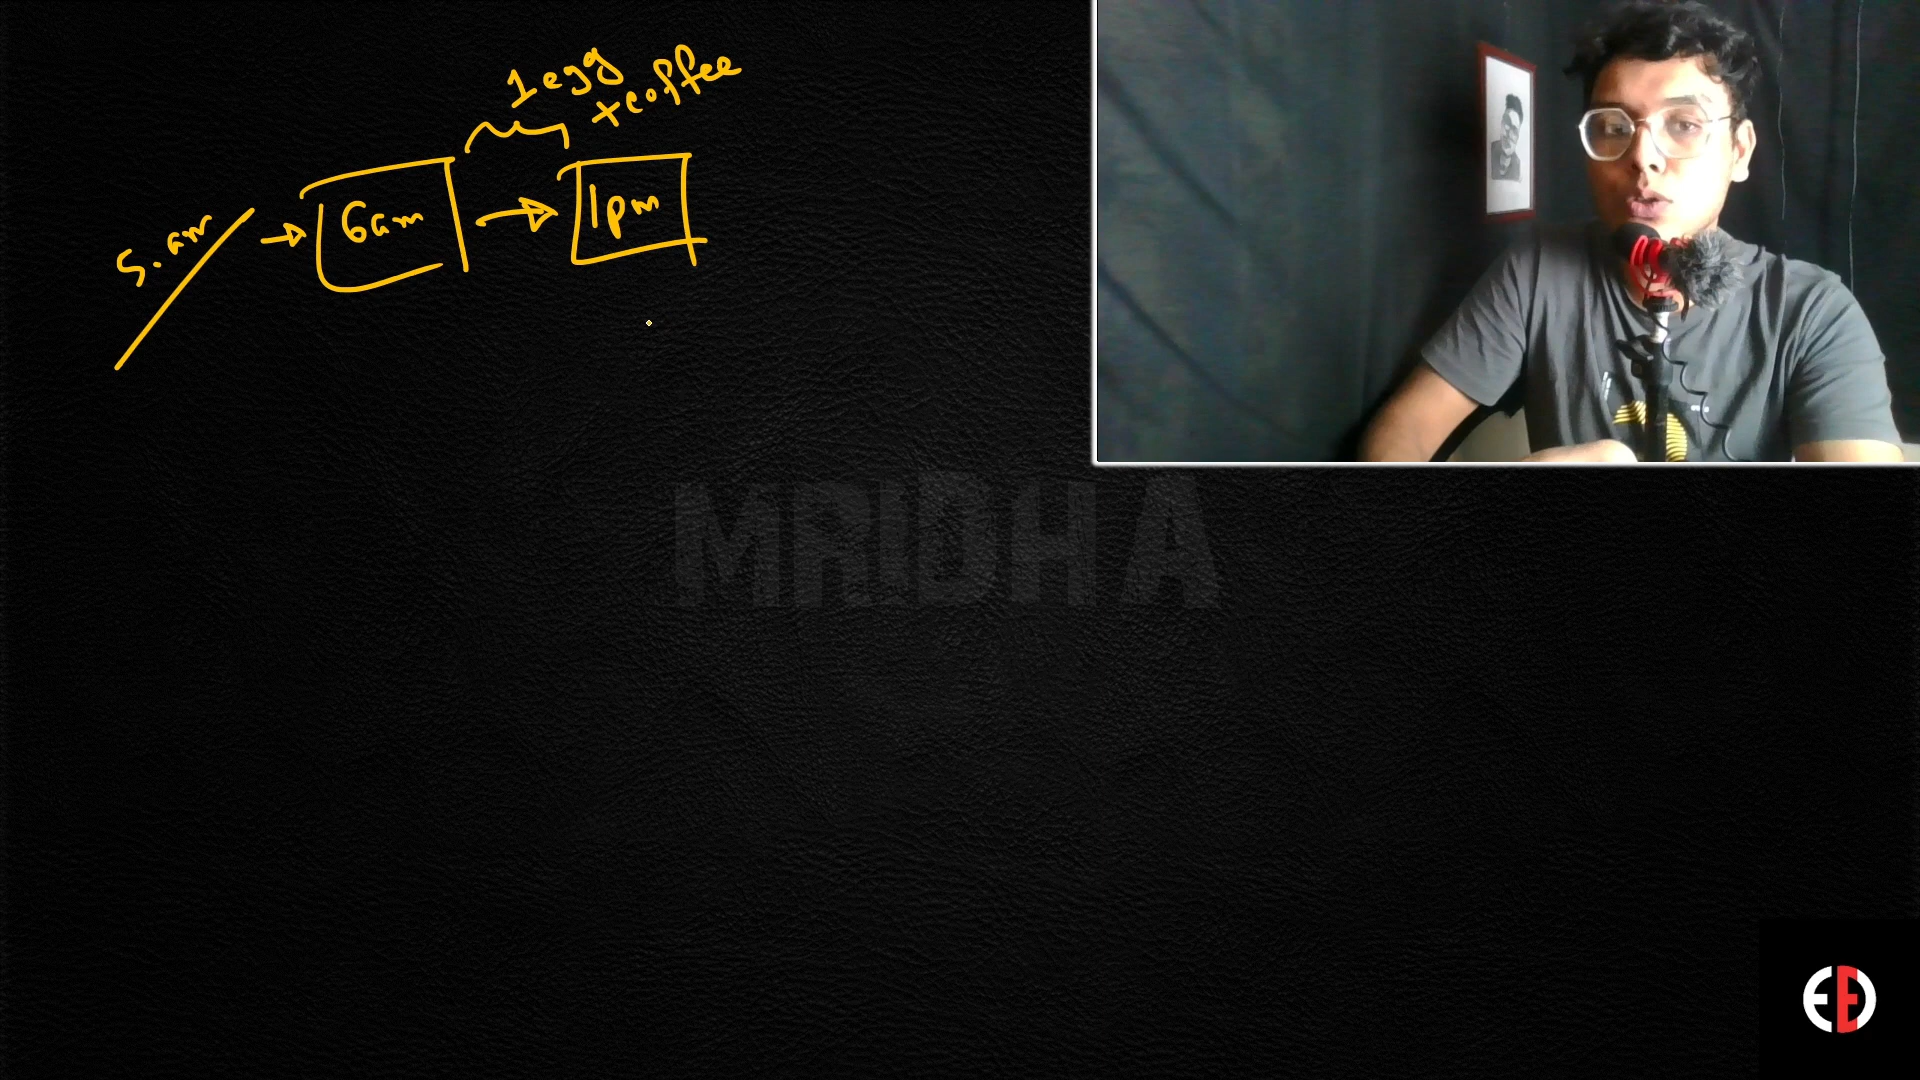 1 egg
+ coffee
5. am
6am
1pm
MRIDHA